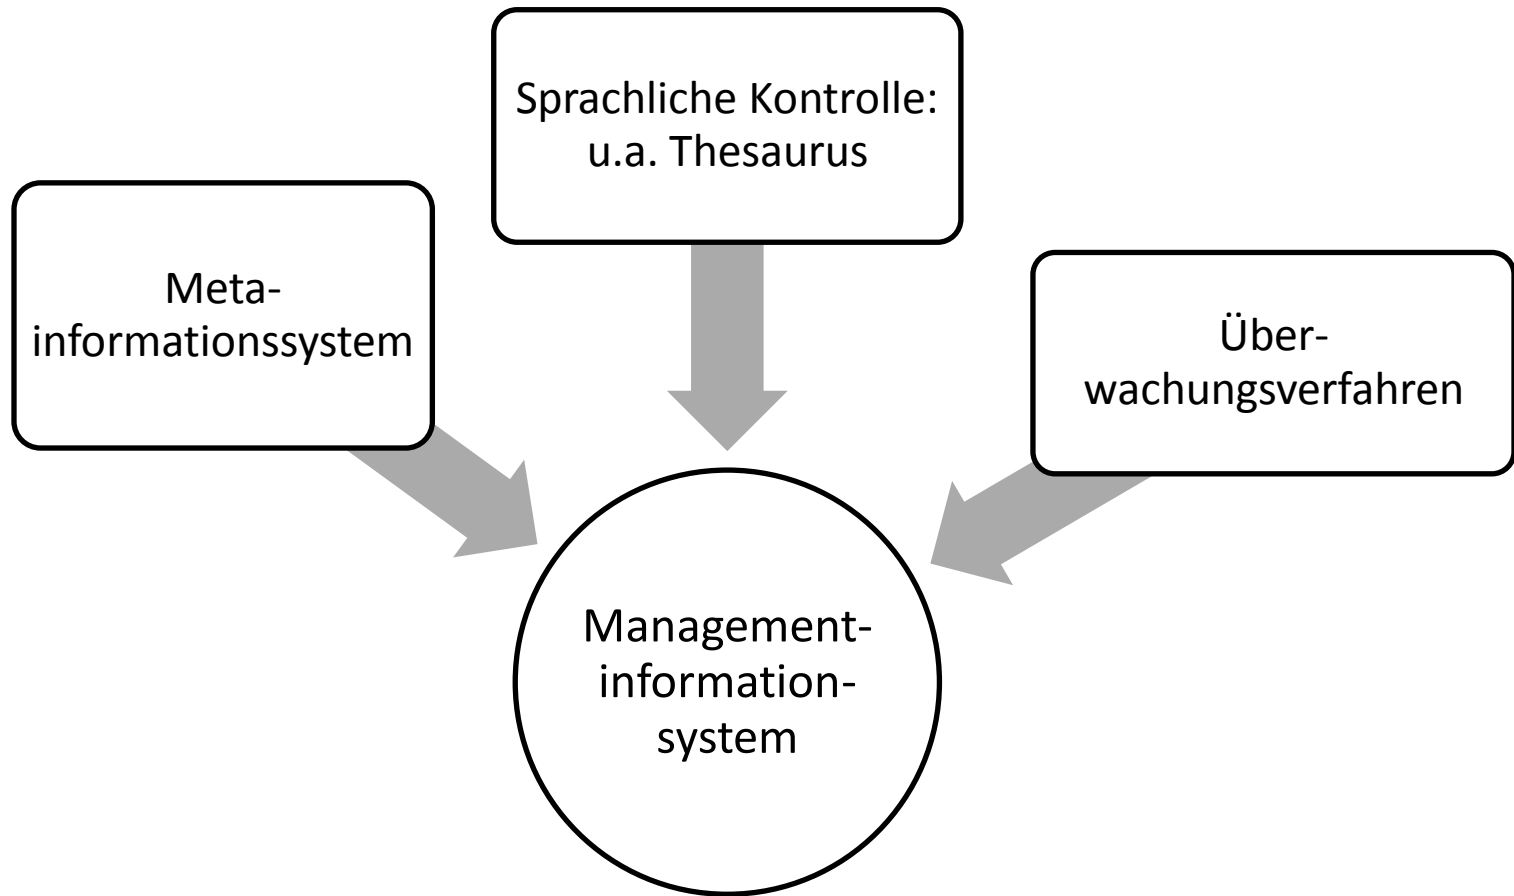 Sprachliche Kontrolle:
u.a. Thesaurus
Meta-
informationssystem
Über-
wachungsverfahren
Management-
information-
system